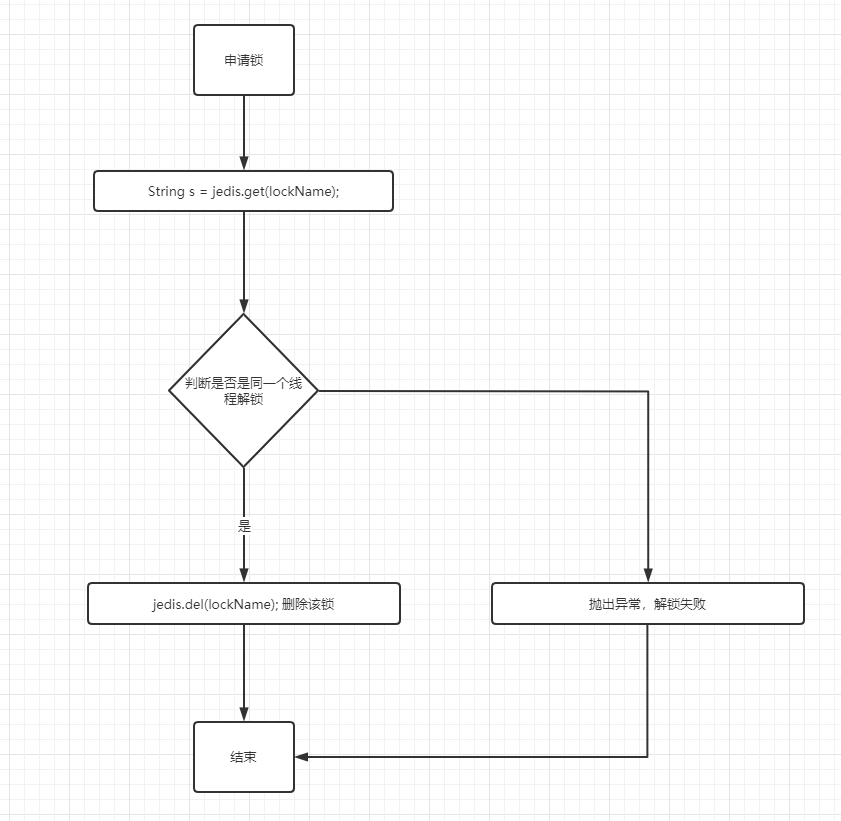 申请锁
String s = jedis.get(lockName);
判断是否是同一个线
程解锁
是
jedis.del(lockName); 删除该锁
抛出异常，解锁失败
结束